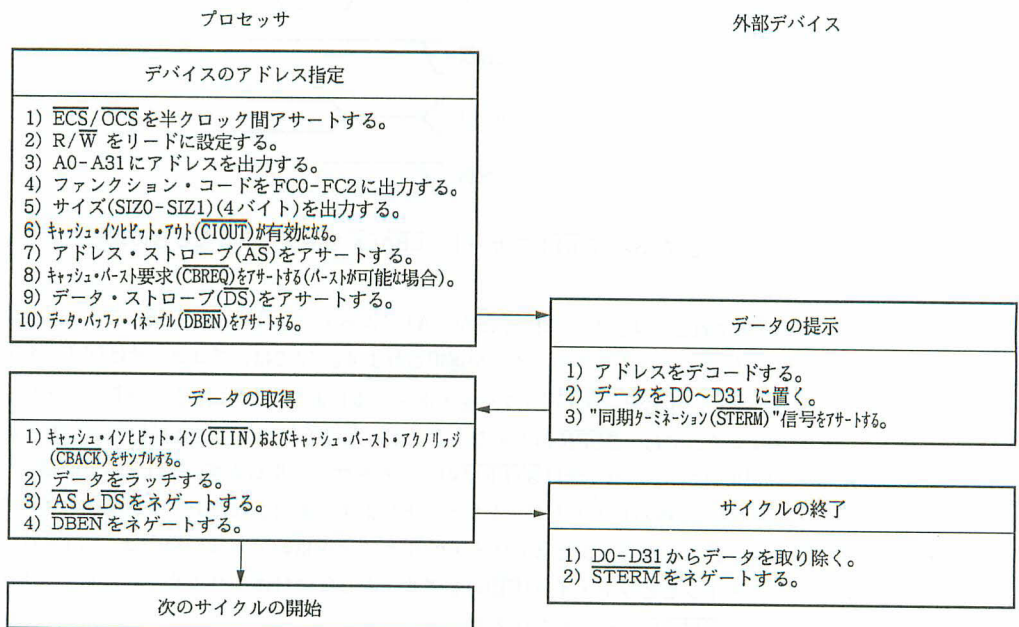 プロセッサ
外部デバイス
デバイスのアドレス指定
1) ECS/OCSを半クロック間アサートする。
2) R/W をリードに設定する。
3) A0-A31にアドレスを出力する。
4) ファンクション・コードをFC0-FC2に出力する。
5) サイズ(SIZ0-SIZ1)(4バイト)を出力する。
6) キャッシュ・インヒビット・アウト(CIOUT)が有効になる。
7) アドレス・ストローブ(AS)をアサートする。
8) キャッシュ・バースト要求(CBREQ)をアサートする(バーストが可能な場合)。
9) データ・ストローブ(DS)をアサートする。
10) データ・バッファ・イネーブル(DBEN)をアサートする。
データの提示
1) アドレスをデコードする。
2) データをD0〜D31 に置く。
3) "同期ターミネーション(STERM)"信号をアサートする。
データの取得
1) キャッシュ・インヒビット・イン(CIIN)およびキャッシュ・バースト・アクノリッジ
(CBACK)をサンプルする。
2) データをラッチする。
3) ASとDSをネゲートする。
4) DBENをネゲートする。
サイクルの終了
1) D0-D31からデータを取り除く。
2) STERMをネゲートする。
次のサイクルの開始